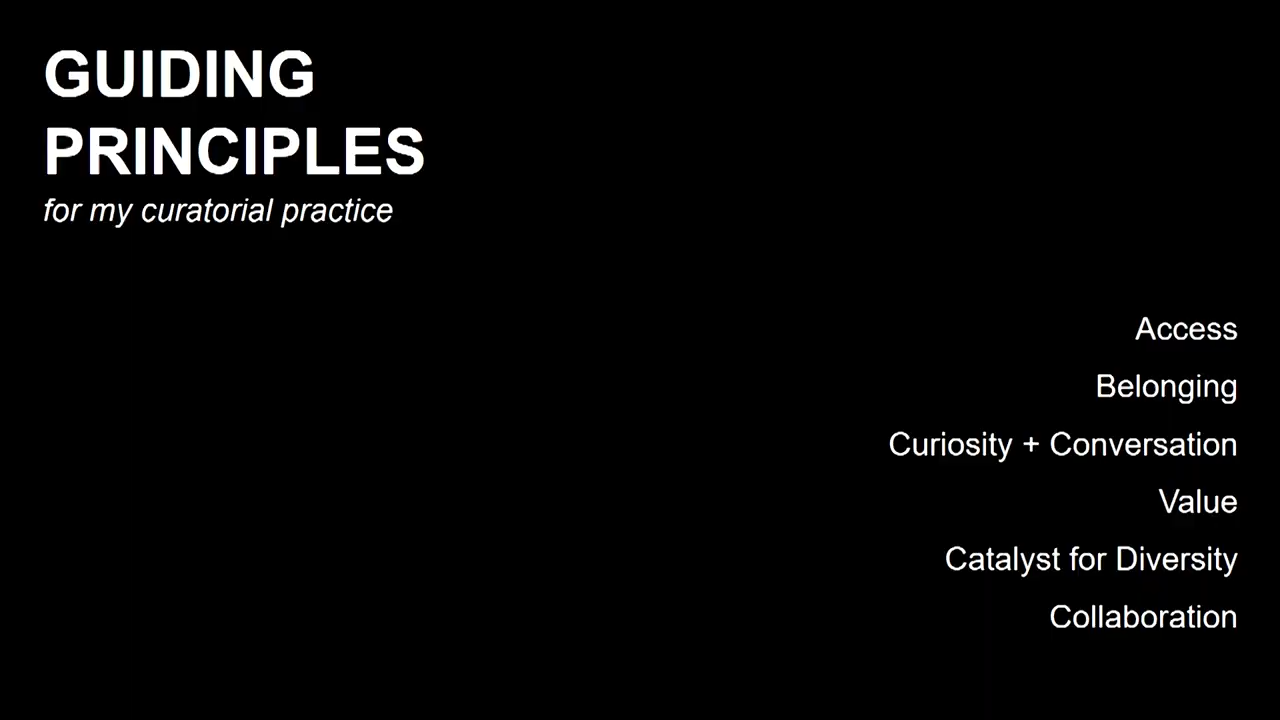 GUIDING
PRINCIPLES
for my curatorial practice
Access
Belonging
Curiosity + Conversation
Value
Catalyst for Diversity
Collaboration